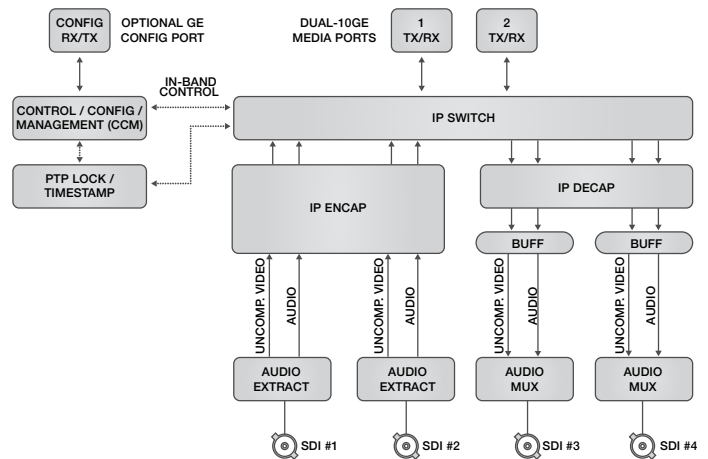 CONFIG
RX/TX
OPTIONAL GE
CONFIG PORT
DUAL-10GE
MEDIA PORTS
1
TX/RX
2
TX/RX
IN-BAND
CONTROL
CONTROL / CONFIG /
MANAGEMENT (CCM)
IP SWITCH
PTP LOCK /
TIMESTAMP
IP ENCAP
IP DECAP
BUFF
BUFF
UNCOMP. VIDEO
AUDIO
UNCOMP. VIDEO
AUDIO
UNCOMP. VIDEO
AUDIO
UNCOMP. VIDEO
AUDIO
AUDIO
EXTRACT
AUDIO
EXTRACT
AUDIO
MUX
AUDIO
MUX
SDI #1
SDI #2
SDI #3
SDI #4